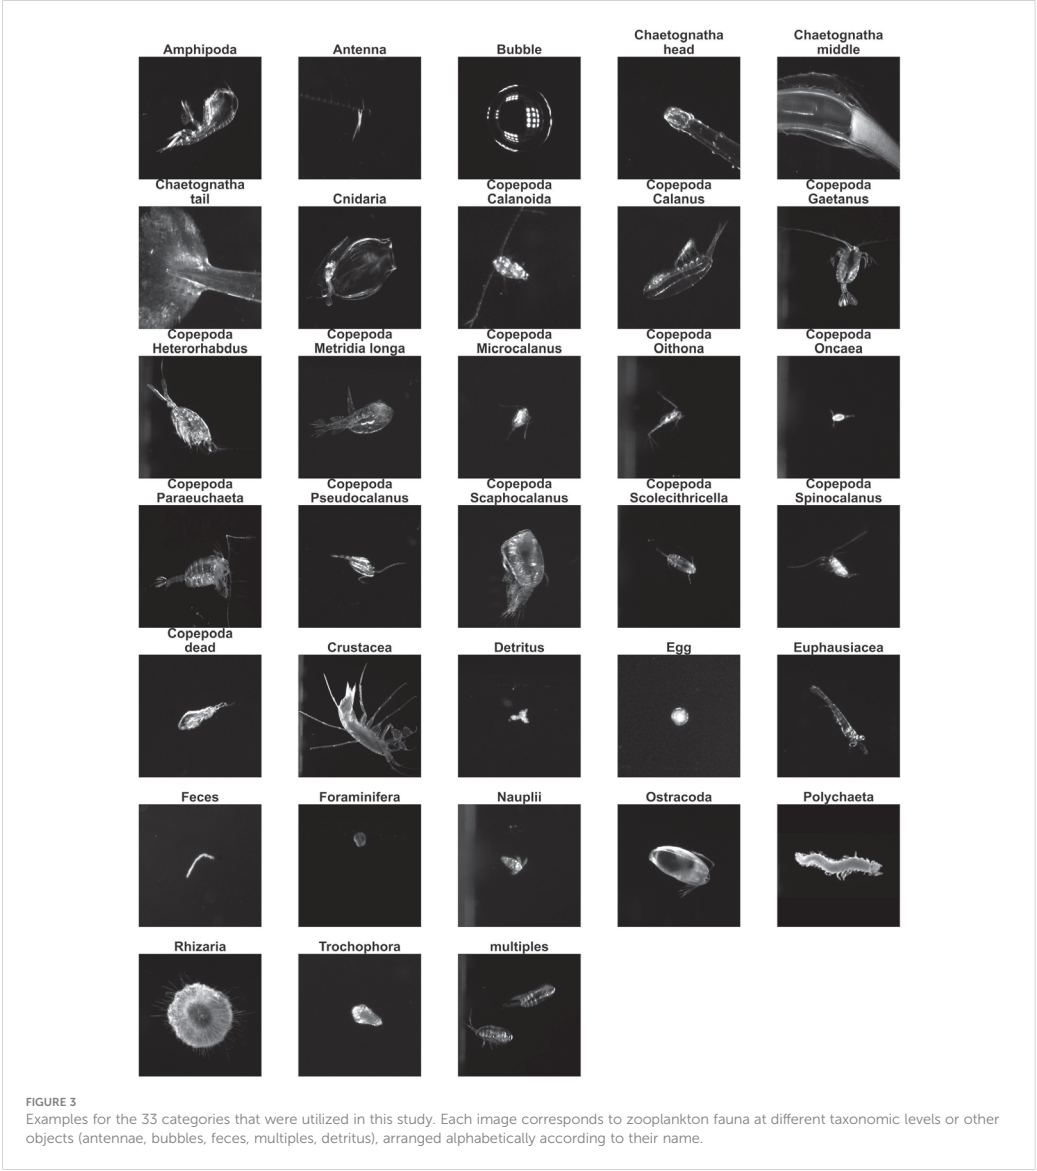 Amphipoda
Antenna
Bubble
Chaetognatha
head
Chaetognatha
middle
Chaetognatha
tail
Cnidaria
Copepoda
Calanoida
Copepoda
Calanus
Copepoda
Gaetanus
Copepoda
Heterorhabdus
Copepoda
Metridia longa
Copepoda
Microcalanus
Copepoda
Oithona
Copepoda
Oncaea
Copepoda
Paraeuchaeta
Copepoda
Pseudocalanus
Copepoda
Scaphocalanus
Copepoda
Scolecithricella
Copepoda
Spinocalanus
Copepoda
dead
Crustacea
Detritus
Egg
Euphausiacea
Feces
Foraminifera
Nauplii
Ostracoda
Polychaeta
Rhizaria
Trochophora
multiples
FIGURE 3
Examples for the 33 categories that were utilized in this study. Each image corresponds to zooplankton fauna at different taxonomic levels or other
objects (antennae, bubbles, feces, multiples, detritus), arranged alphabetically according to their name.